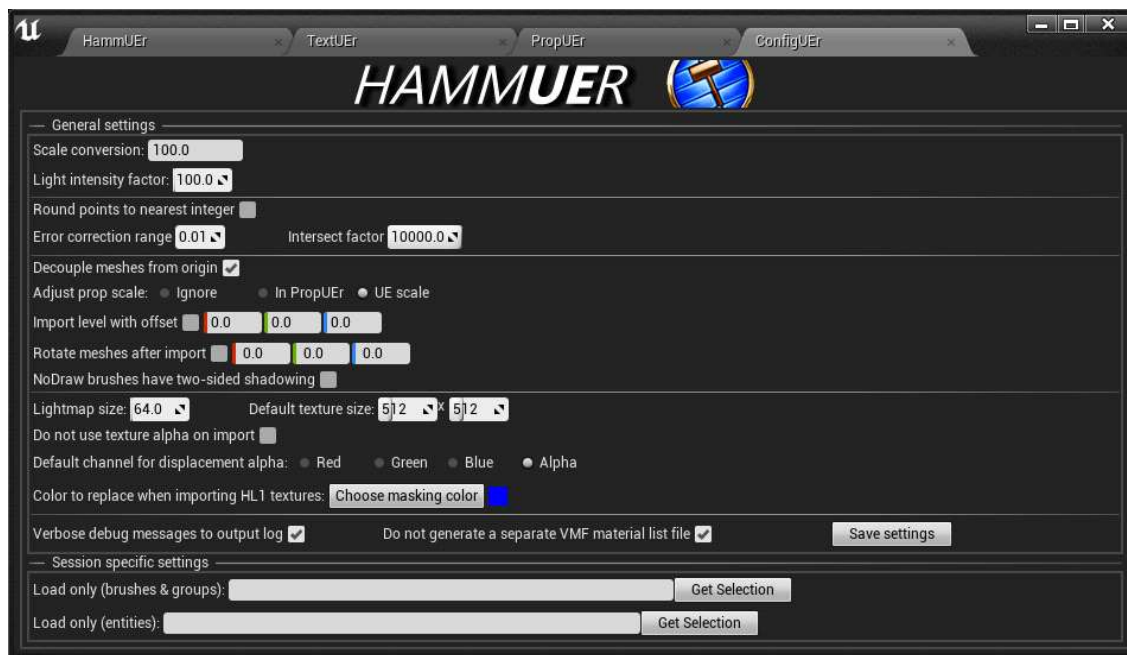 HammUEr TextUEr PropUEr ConfigUEr
HAMMUER
General settings
Scale conversion: 100.0
Light intensity factor: 100.0
Round points to nearest integer
Error correction range 0.01 Intersect factor 10000.0
Decouple meshes from origin
Adjust prop scale: Ignore In PropUEr UE scale
Import level with offset 0.0 0.0 0.0
Rotate meshes after import 0.0 0.0 0.0
NoDraw brushes have two-sided shadowing
Lightmap size: 64.0 Default texture size: 512 x 512
Do not use texture alpha on import
Default channel for displacement alpha: Red Green Blue Alpha
Color to replace when importing HL1 textures: Choose masking color
Verbose debug messages to output log Do not generate a separate VMF material list file Save settings
Session specific settings
Load only (brushes & groups): Get Selection
Load only (entities): Get Selection